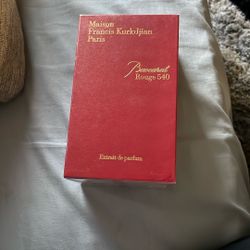 Maison
Francis Kurkdjian
Paris
Baccarat
Rouge 540
Extrait de parfum